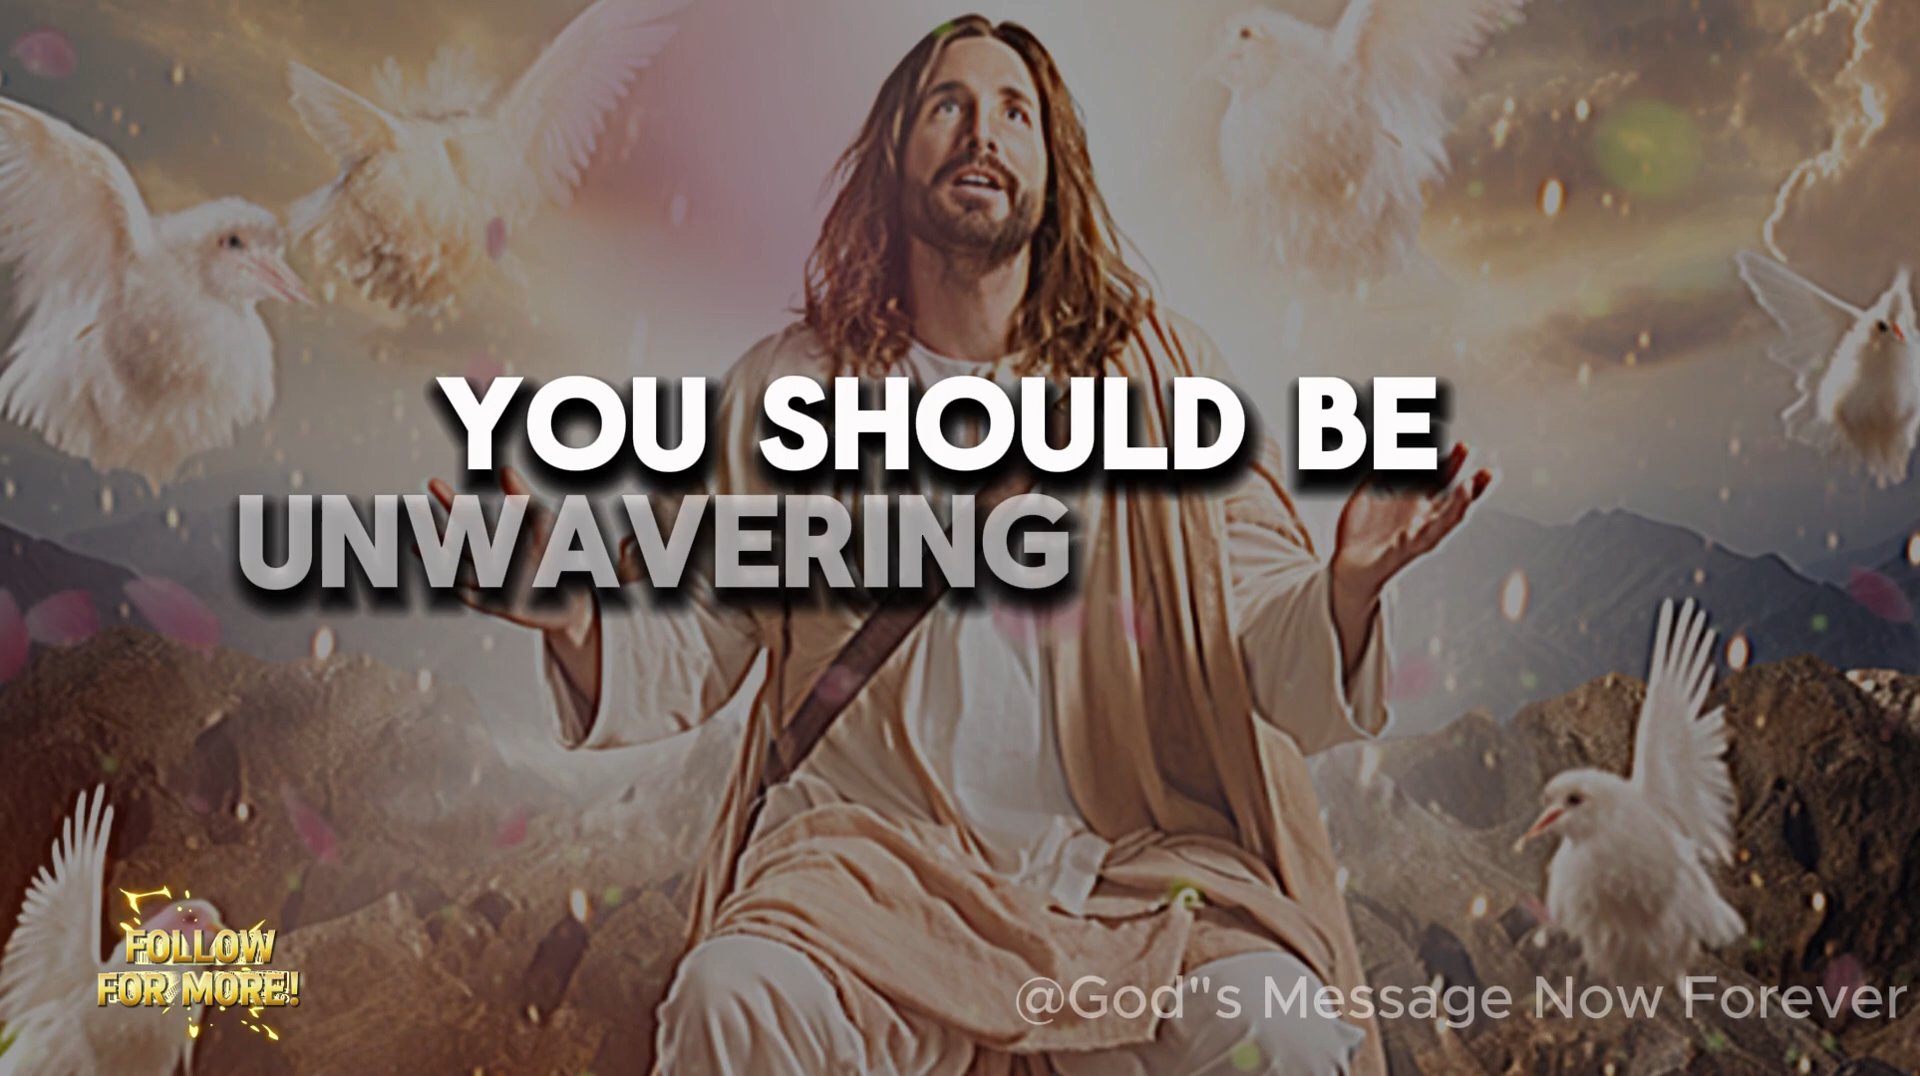 YOU SHOULD BE
UNWAVERING
FOLLOW
FOR MORE!
@God"s Message Now Forever